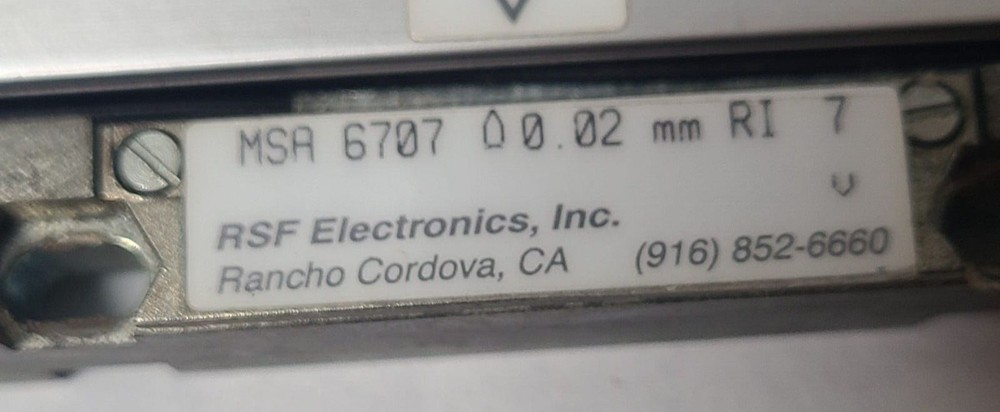 MSA 6707 0.02 mm RI 7
RSF Electronics, Inc.
Rancho Cordova, CA (916) 852-6660